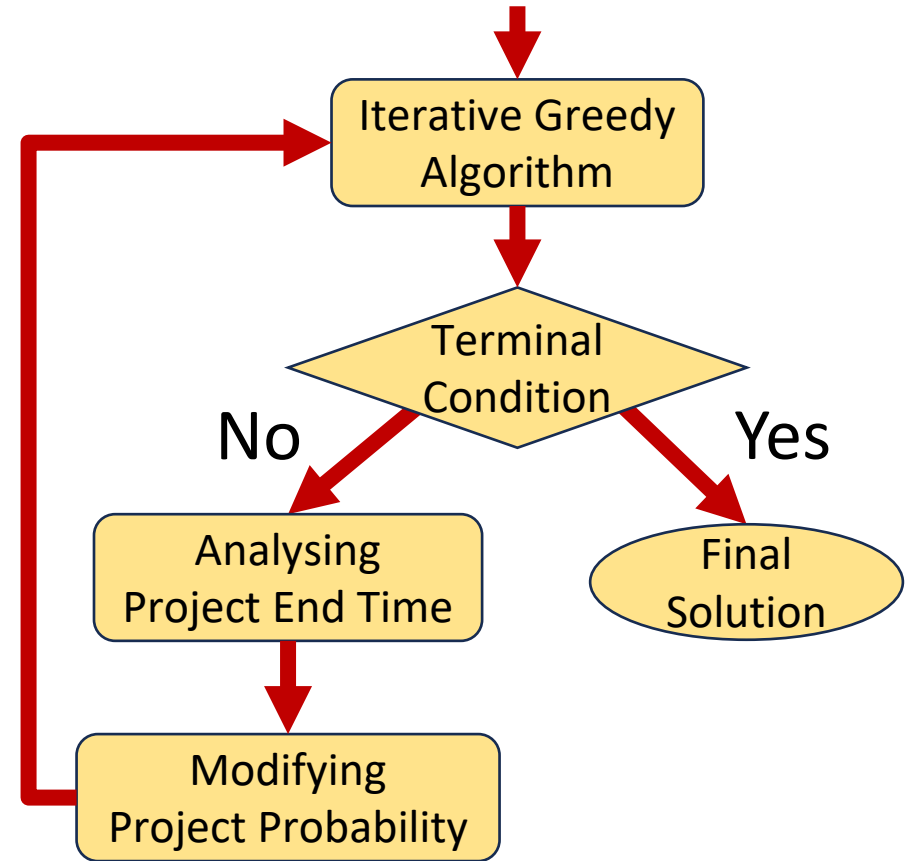 Iterative Greedy
Algorithm
Terminal
Condition
No
Yes
Analysing
Project End Time
Final
Solution
Modifying
Project Probability